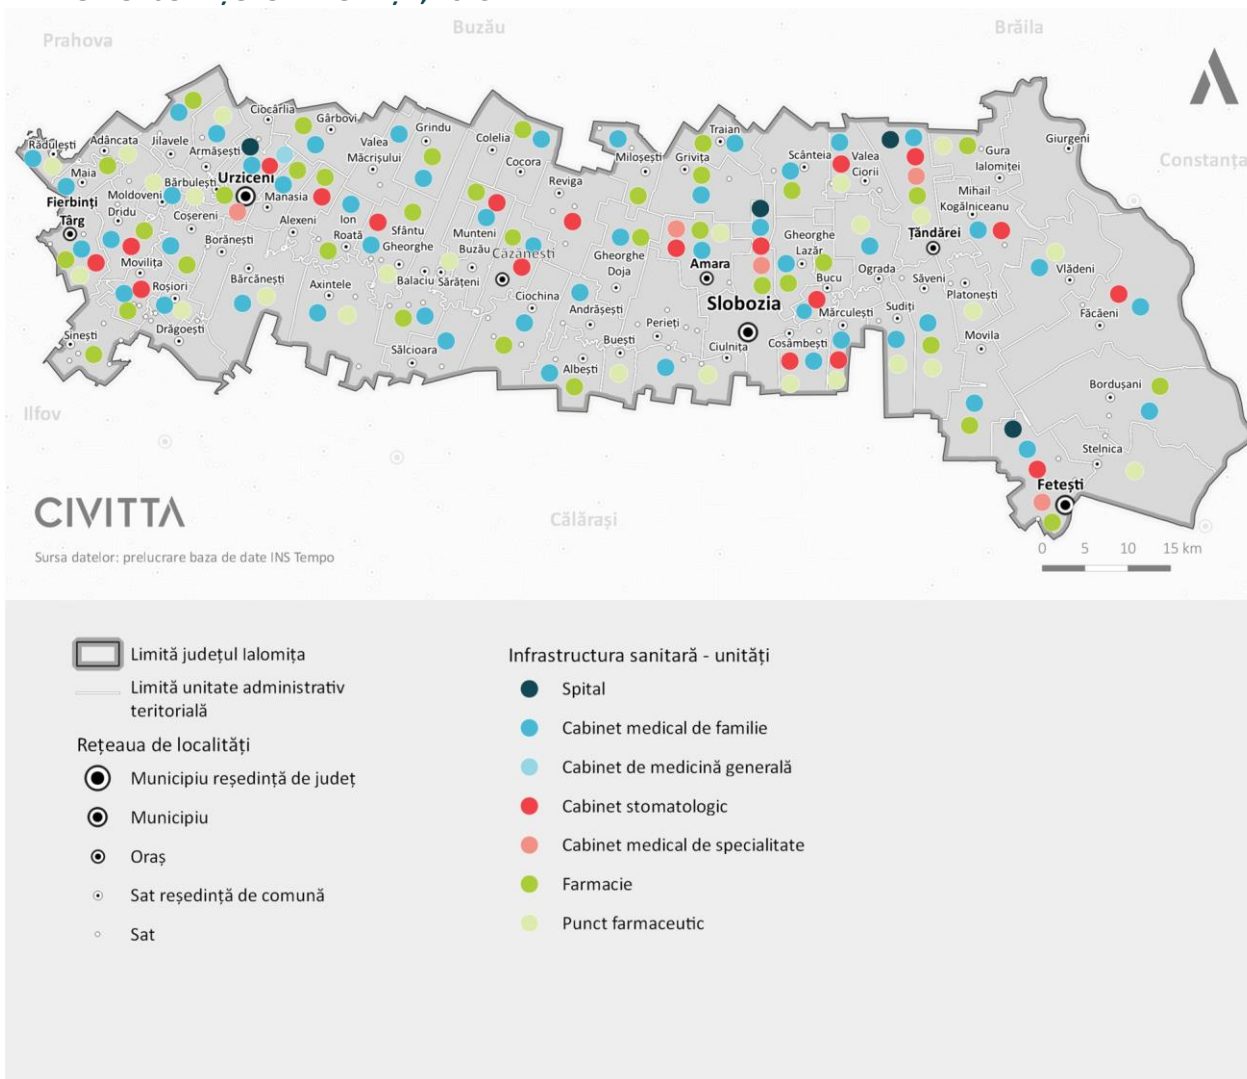 Prahova
Buzău
Brăila
Constanța
Ilfov
Călărași
Giurgeni
Ciocârlia
Gârbovi
Rădulești
Adâncata
Jilavele
Armășești
Valea
Măcrișului
Grindu
Colelia
Cocora
Miloșești
Traian
Grivița
Scânteia
Valea
Ciorii
Gura
Ialomiței
Maia
Moldoveni
Bărbulești
Urziceni
Manasia
Reviga
Mihail
Kogălniceanu
Fierbinți
Târg
Dridu
Coșereni
Alexeni
Ion
Roată
Sfântu
Gheorghe
Munteni
Buzău
Căzănești
Gheorghe
Doja
Amara
Gheorghe
Lazăr
Țăndărei
Borănești
Movilița
Bărcănești
Axintele
Balaciu
Sărățeni
Bucu
Ograda
Săveni
Vlădeni
Roșiori
Ciochina
Andrășești
Slobozia
Mărculești
Sudiți
Platonești
Făcăeni
Sinești
Drăgoești
Perieți
Sălcioara
Buești
Ciulnița
Cosâmbești
Movila
Albești
Bordușani
Stelnica
Fetești
CIVITTA
Sursa datelor: prelucrare baza de date INS Tempo
0 5 10 15 km
Limită județul Ialomița
Limită unitate administrativ
teritorială
Rețeaua de localități
Municipiu reședință de județ
Municipiu
Oraș
Sat reședință de comună
Sat
Infrastructura sanitară - unități
Spital
Cabinet medical de familie
Cabinet de medicină generală
Cabinet stomatologic
Cabinet medical de specialitate
Farmacie
Punct farmaceutic